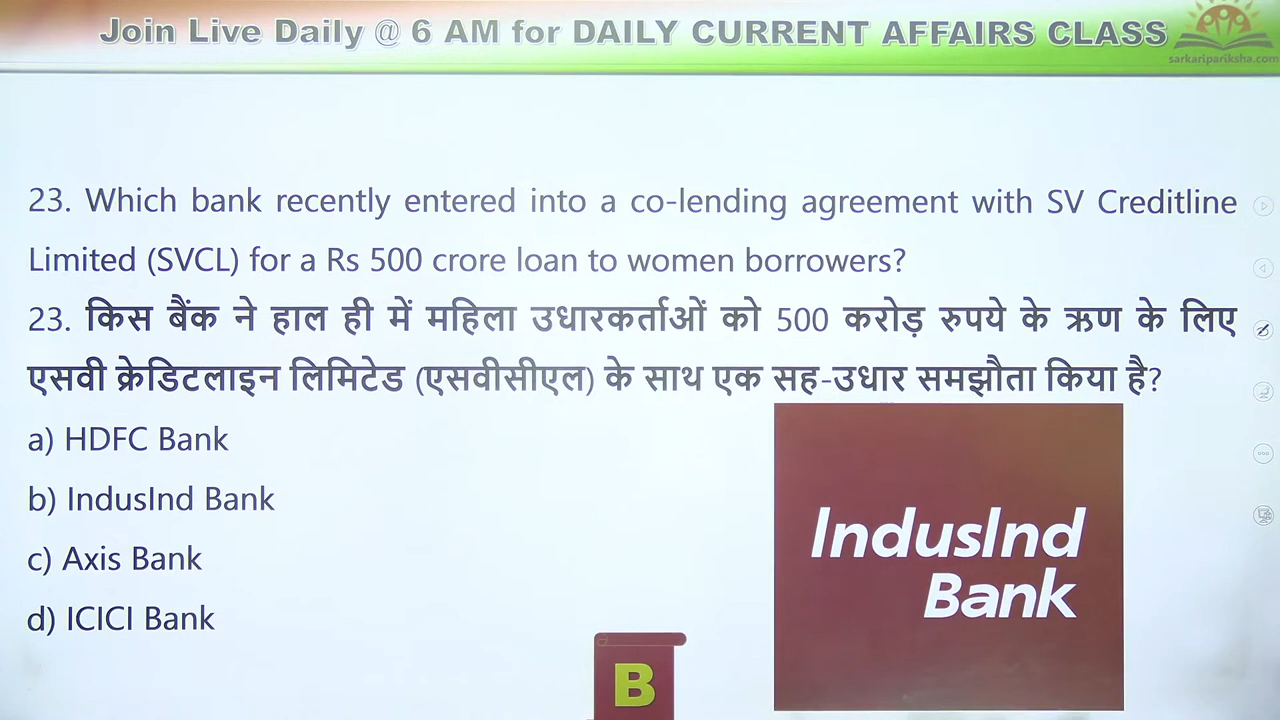 Join Live Daily @ 6 AM for DAILY CURRENT AFFAIRS CLASS
sarkaripariksha.com
23. Which bank recently entered into a co-lending agreement with SV Creditline
Limited (SVCL) for a Rs 500 crore loan to women borrowers?
23. किस बैंक ने हाल ही में महिला उधारकर्ताओं को 500 करोड़ रुपये के ऋण के लिए
एसवी क्रेडिटलाइन लिमिटेड (एसवीसीएल) के साथ एक सह-उधार समझौता किया है?
a) HDFC Bank
b) IndusInd Bank
c) Axis Bank
d) ICICI Bank
IndusInd
Bank
B